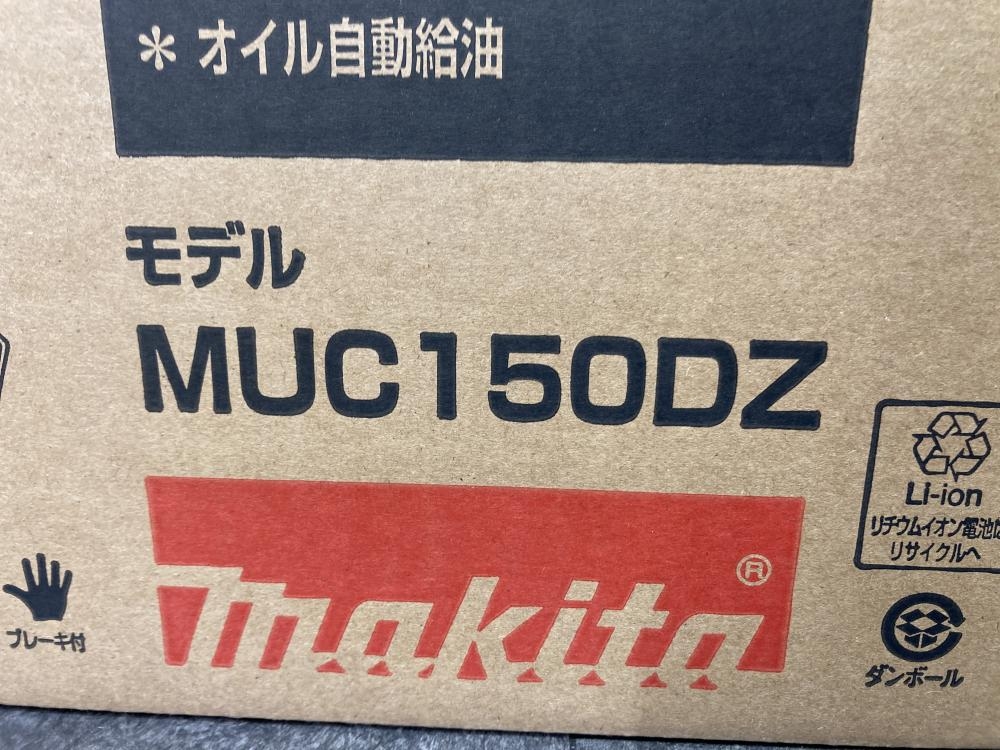 * オイル自動給油
モデル
MUC150DZ
makita®
Li-ion
リチウムイオン電池は
リサイクルへ
ブレーキ付
ダンボール